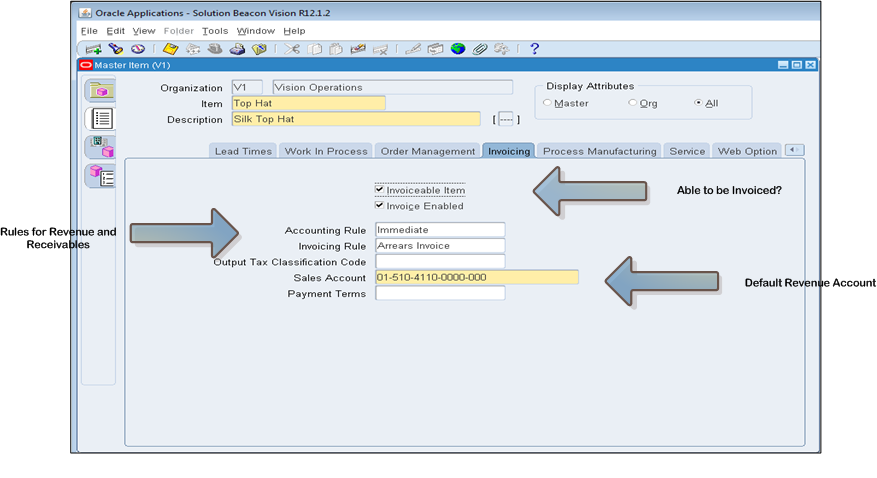 Oracle Applications - Solution Beacon Vision R12.1.2
File Edit View Folder Tools Window Help
Master Item (V1)
Organization V1 Vision Operations
Item Top Hat
Description Silk Top Hat [ ---- ]
Display Attributes
Master Org All
Lead Times Work In Process Order Management Invoicing Process Manufacturing Service Web Option
Invoiceable Item
Invoice Enabled
Able to be Invoiced?
Rules for Revenue and
Receivables
Accounting Rule Immediate
Invoicing Rule Arrears Invoice
Output Tax Classification Code
Sales Account 01-510-4110-0000-000
Payment Terms
Default Revenue Account